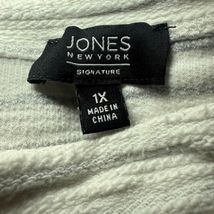 JONES
NEW YORK
SIGNATURE
1X
MADE IN
CHINA